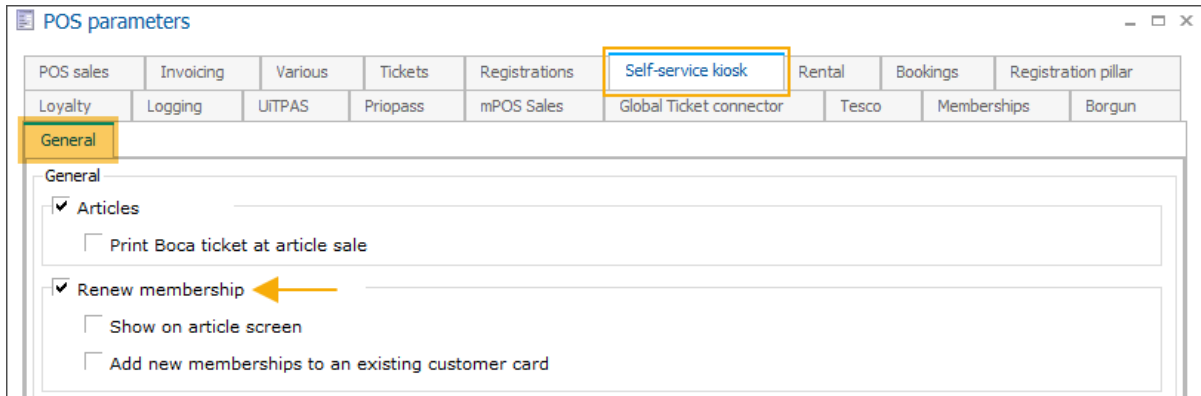 POS parameters
POS sales Invoicing Various Tickets Registrations Self-service kiosk Rental Bookings Registration pillar
Loyalty Logging UiTPAS Priopass mPOS Sales Global Ticket connector Tesco Memberships Borgun
General
General
Articles
Print Boca ticket at article sale
Renew membership
Show on article screen
Add new memberships to an existing customer card